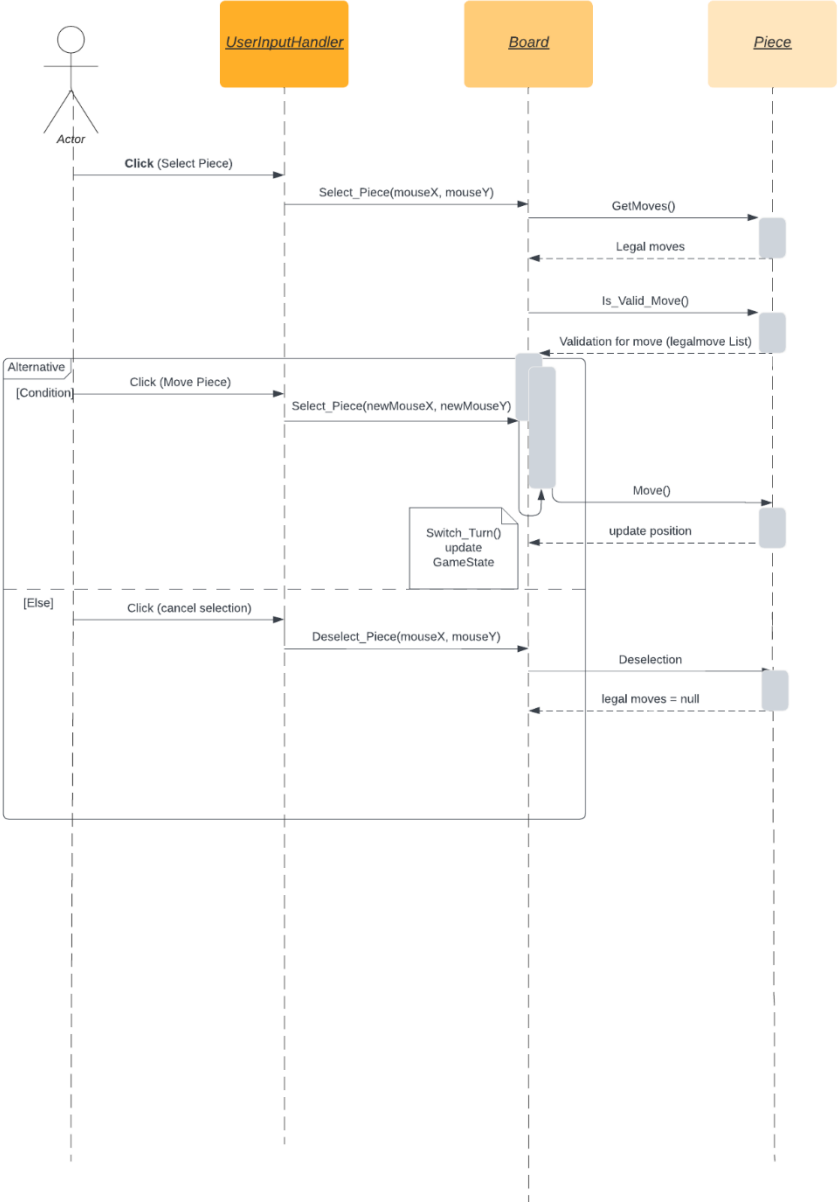 UserInputHandler
Board
Piece
Actor
Click (Select Piece)
Select_Piece(mouseX, mouseY)
GetMoves()
Legal moves
Is_Valid_Move()
Validation for move (legalmove List)
Alternative
[Condition]
Click (Move Piece)
Select_Piece(newMouseX, newMouseY)
Move()
Switch_Turn()
update
GameState
update position
[Else]
Click (cancel selection)
Deselect_Piece(mouseX, mouseY)
Deselection
legal moves = null